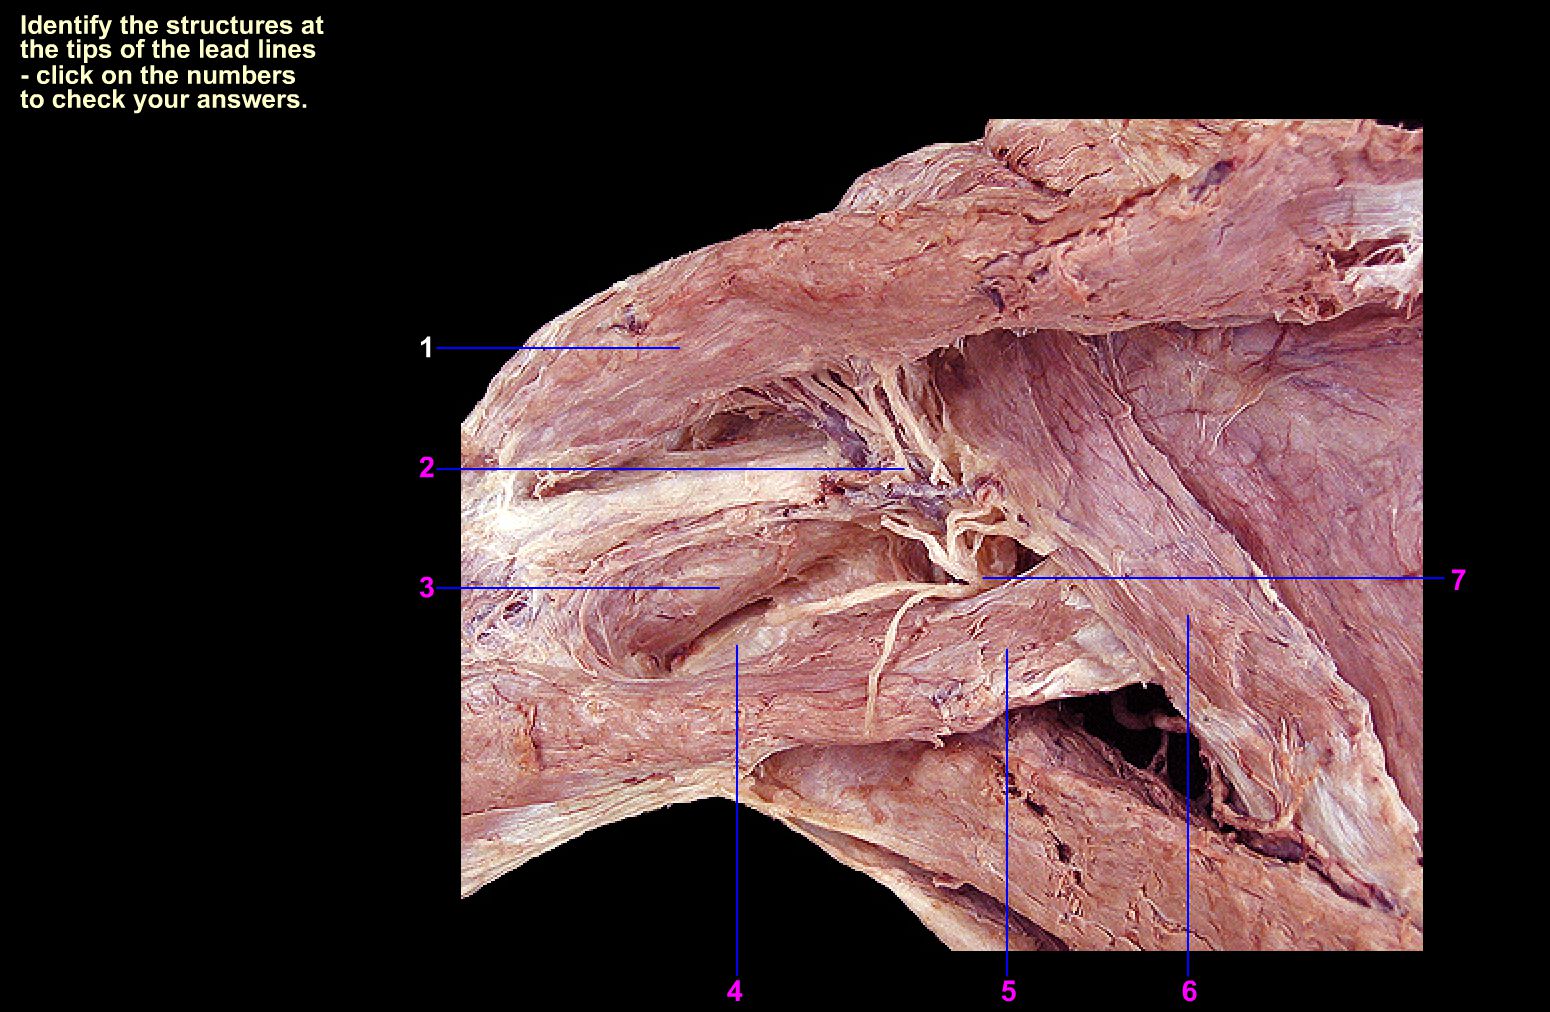 Identify the structures at
the tips of the lead lines
- click on the numbers
to check your answers.
1
2
3
7
4
5
6